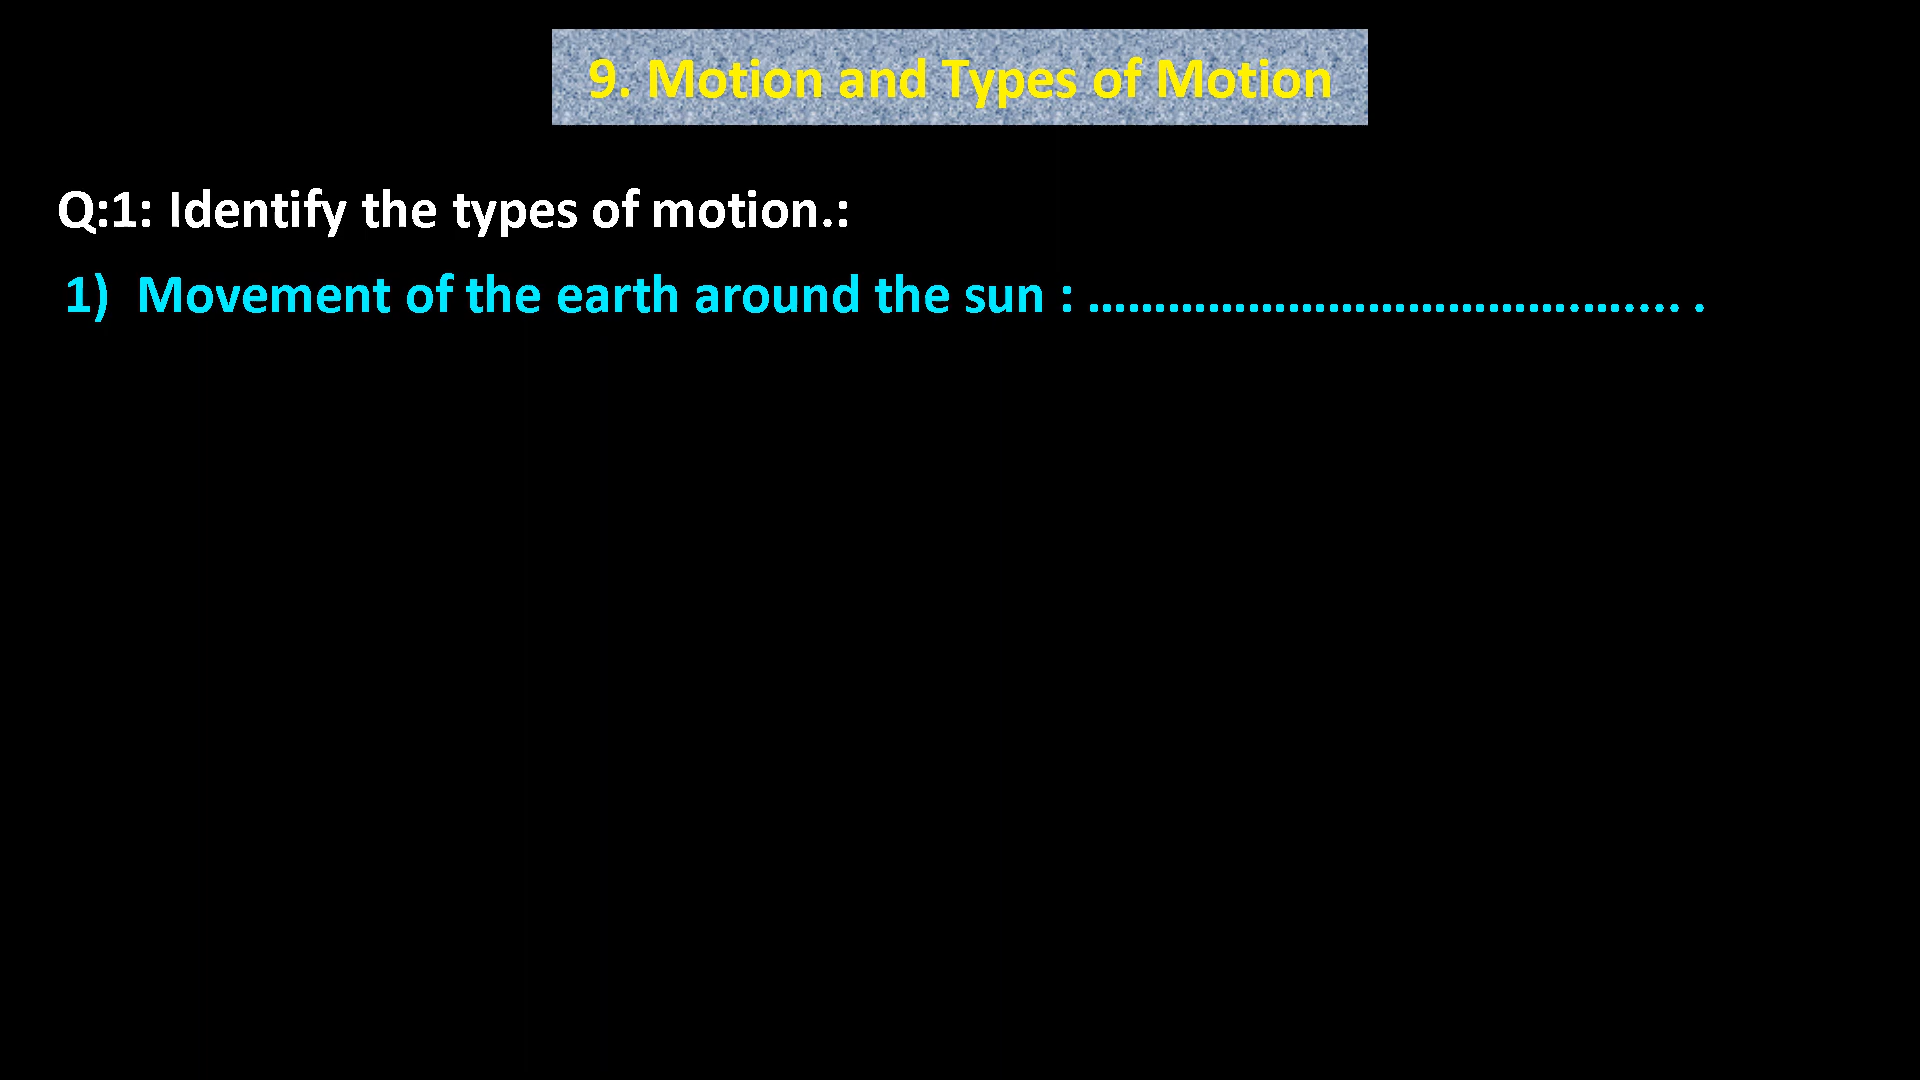 9. Motion and Types of Motion
Q:1: Identify the types of motion.:
1) Movement of the earth around the sun : ……………………………….….... .